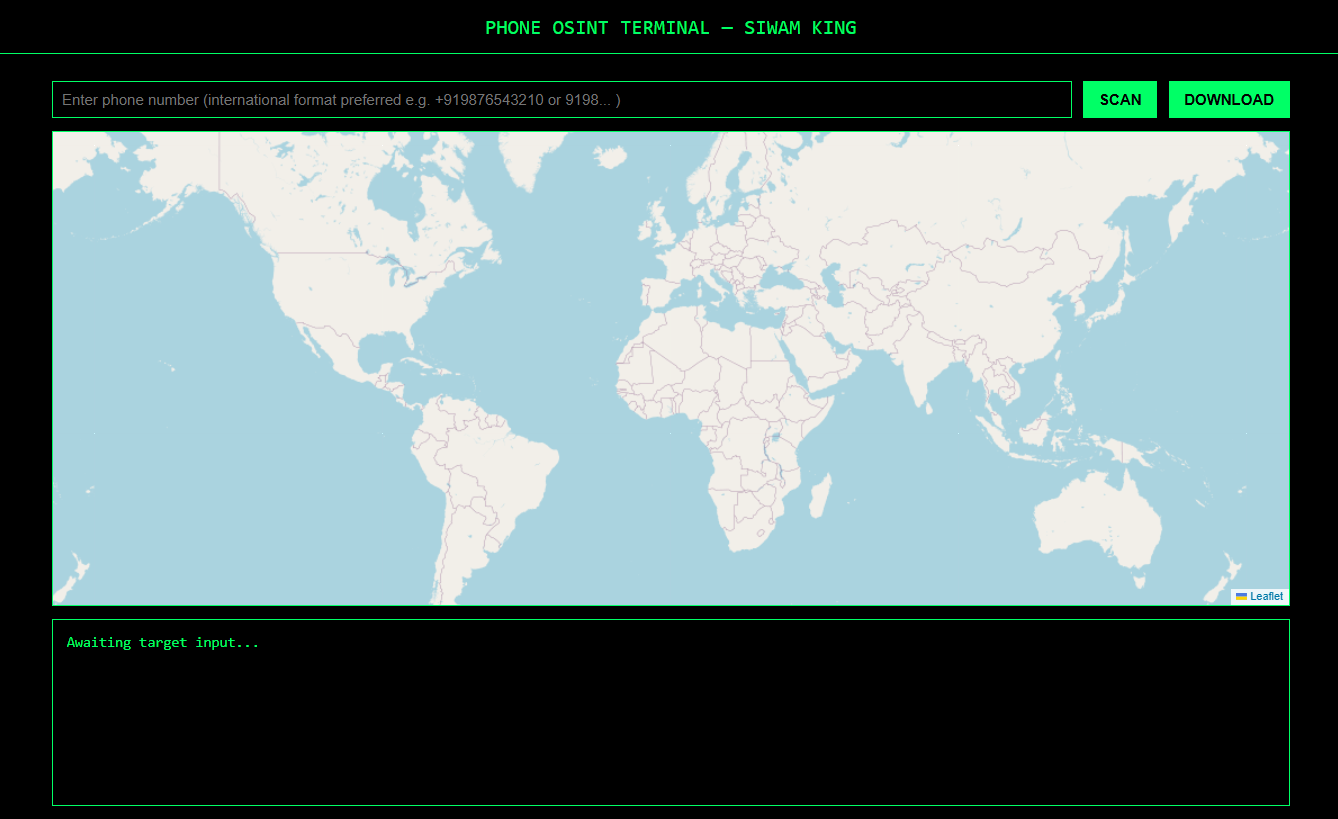 PHONE OSINT TERMINAL — SIWAM KING
Enter phone number (international format preferred e.g. +919876543210 or 9198... )
SCAN
DOWNLOAD
Leaflet
Awaiting target input...